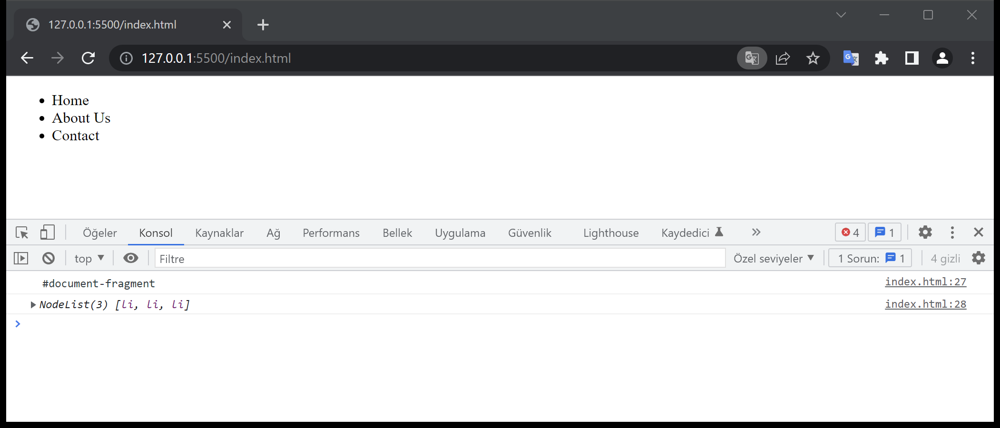 127.0.0.1:5500/index.html
127.0.0.1:5500/index.html
Home
About Us
Contact
Öğeler Konsol Kaynaklar Ağ Performans Bellek Uygulama Güvenlik Lighthouse Kaydedici 4 1
top Filtre Özel seviyeler 1 Sorun: 1 4 gizli
#document-fragment index.html:27
NodeList(3) [li, li, li] index.html:28